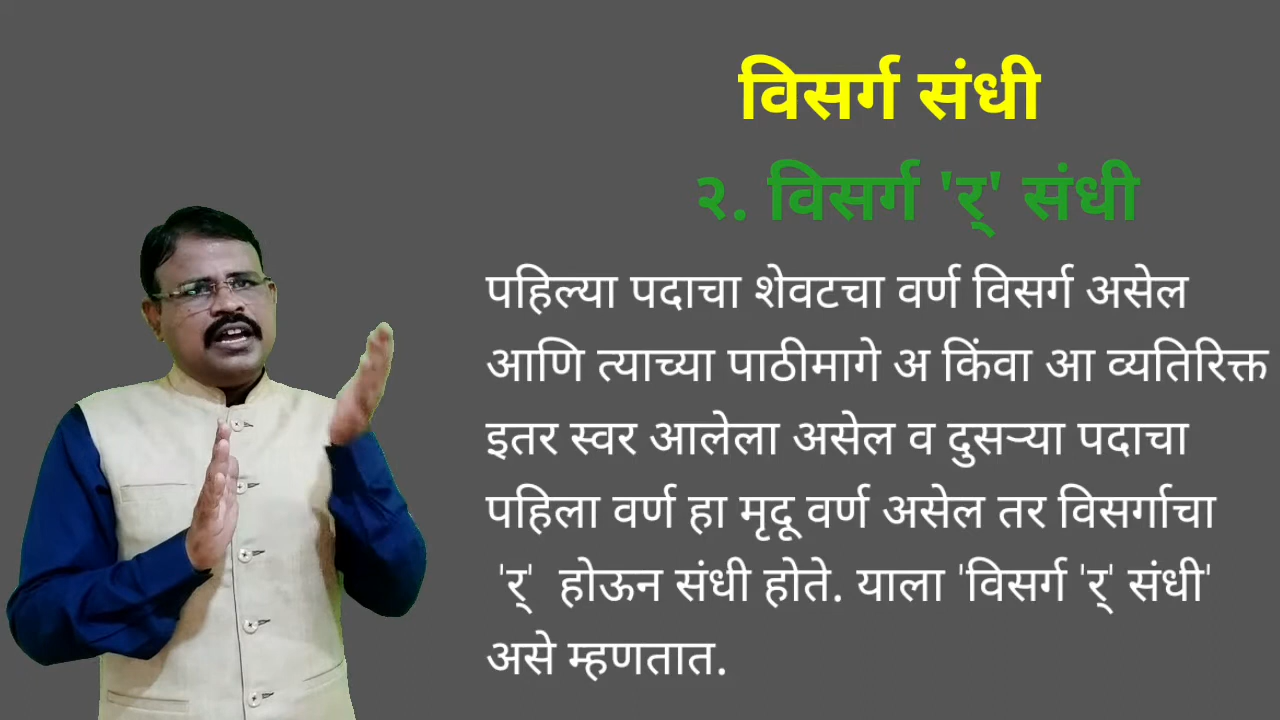 विसर्ग संधी
२. विसर्ग 'र्' संधी
पहिल्या पदाचा शेवटचा वर्ण विसर्ग असेल
आणि त्याच्या पाठीमागे अ किंवा आ व्यतिरिक्त
इतर स्वर आलेला असेल व दुसऱ्या पदाचा
पहिला वर्ण हा मृदू वर्ण असेल तर विसर्गाचा
'र्' होऊन संधी होते. याला 'विसर्ग 'र्' संधी'
असे म्हणतात.